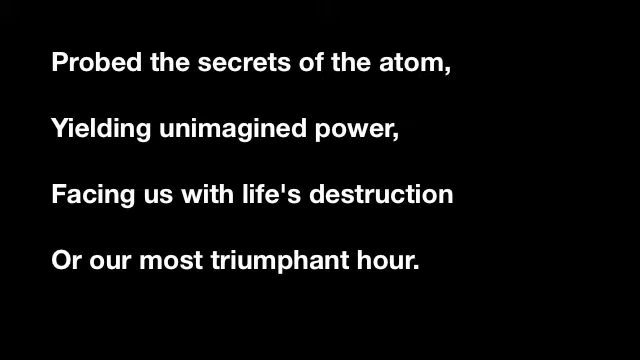 Probed the secrets of the atom,
Yielding unimagined power,
Facing us with life's destruction
Or our most triumphant hour.